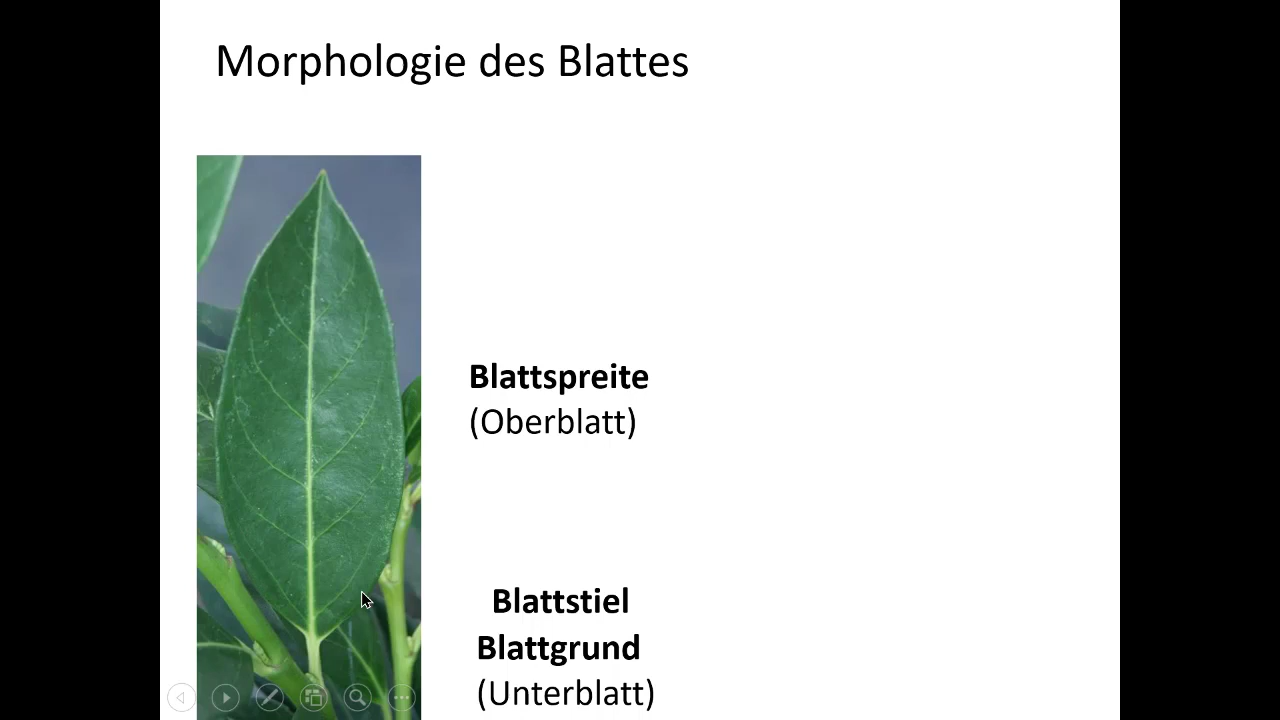 Morphologie des Blattes
Blattspreite
(Oberblatt)
Blattstiel
Blattgrund
(Unterblatt)